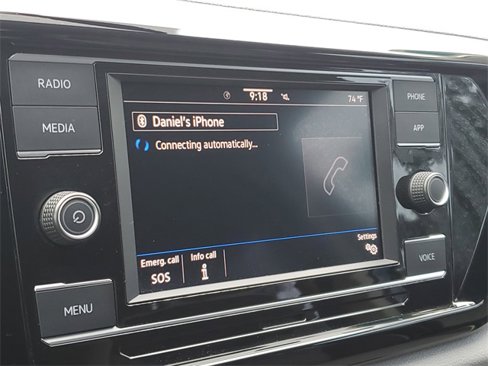 RADIO
MEDIA
MENU
9:18
74 °F
Daniel's iPhone
Connecting automatically...
Emerg. call
SOS
Info call
i
Settings
PHONE
APP
VOICE